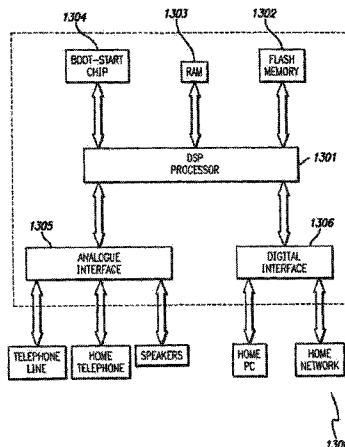 1304
1303
1302
BOOT-START
CHIP
RAM
FLASH
MEMORY
DSP
PROCESSOR
1301
1305
1306
ANALOGUE
INTERFACE
DIGITAL
INTERFACE
TELEPHONE
LINE
HOME
TELEPHONE
SPEAKERS
HOME
PC
HOME
NETWORK